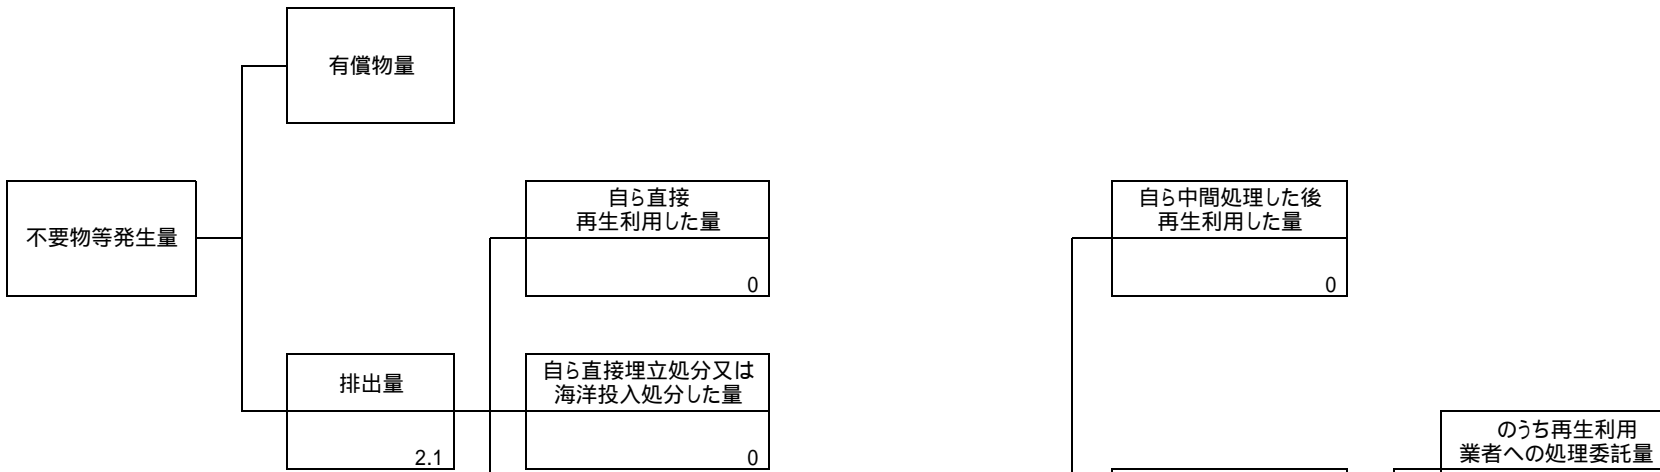 有償物量
不要物等発生量
自ら直接
再生利用した量
0
自ら中間処理した後
再生利用した量
0
排出量
2.1
自ら直接埋立処分又は
海洋投入処分した量
0
のうち再生利用
業者への処理委託量